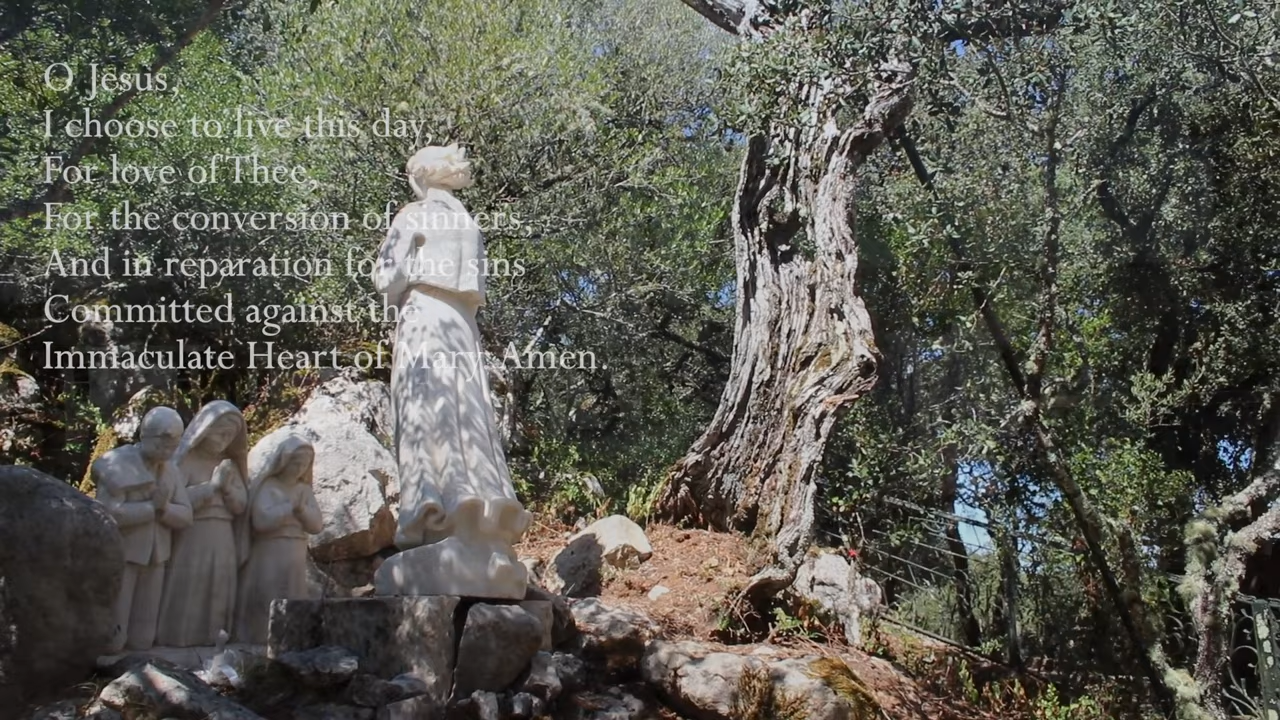 O Jesus,
I choose to live this day,
For love of Thee,
For the conversion of sinners,
And in reparation for the sins
Committed against the
Immaculate Heart of Mary. Amen.